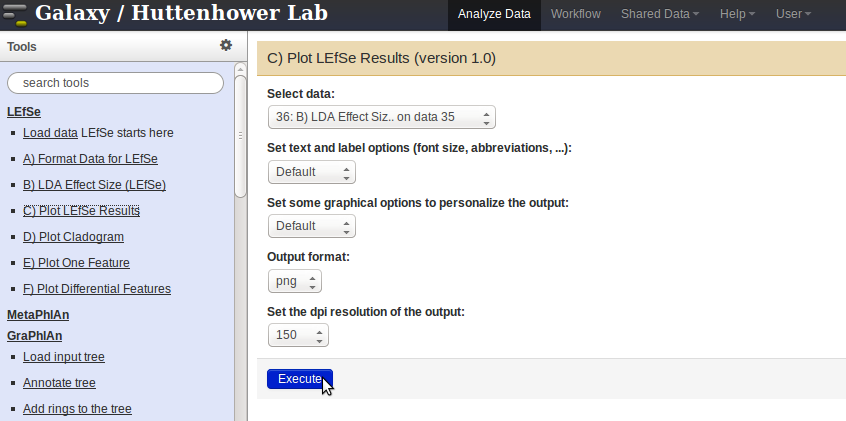 Galaxy / Huttenhower Lab
Analyze Data
Workflow
Shared Data
Help
User
Tools
search tools
LEfSe
Load data LEfSe starts here
A) Format Data for LEfSe
B) LDA Effect Size (LEfSe)
C) Plot LEfSe Results
D) Plot Cladogram
E) Plot One Feature
F) Plot Differential Features
MetaPhlAn
GraPhlAn
Load input tree
Annotate tree
Add rings to the tree
C) Plot LEfSe Results (version 1.0)
Select data:
36: B) LDA Effect Siz.. on data 35
Set text and label options (font size, abbreviations, ...):
Default
Set some graphical options to personalize the output:
Default
Output format:
png
Set the dpi resolution of the output:
150
Execute